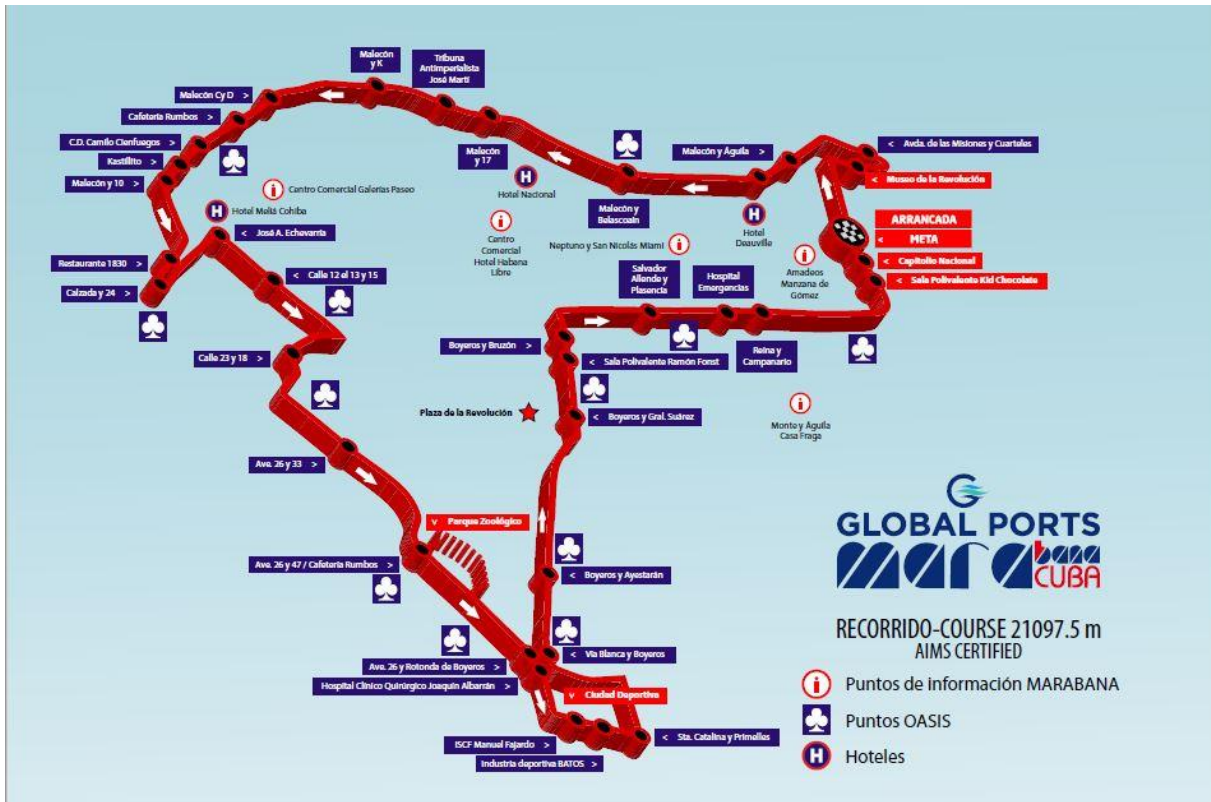 Malecón
y K
Tribuna
Antimperialista
José Martí
Malecón C y D >
Cafetería Rumbos >
C.D. Camilo Cienfuegos >
Kastillito >
Malecón y 10 >
Centro Comercial Galerías Paseo
H Hotel Meliá Cohiba
< José A. Echevarría
Restaurante 1830 >
Calzada y 24 >
< Calle 12 el 13 y 15
Calle 23 y 18 >
Malecón
y 17
H
Hotel Nacional
Centro
Comercial
Hotel Habana
Libre
Malecón y Águila >
Malecón y
Belascoaín
H
Hotel
Deauville
< Avda. de las Misiones y Cuarteles
< Museo de la Revolución
ARRANCADA
< META
< Capitolio Nacional
< Sala Polivalente Kid Chocolate
Neptuno y San Nicolás Miami
Amadeos
Manzana de
Gómez
Salvador
Allende y
Plasencia
Hospital
Emergencias
Boyeros y Bruzón >
< Sala Polivalente Ramón Fonst
Reina y
Campanario
Plaza de la Revolución
< Boyeros y Gral. Suárez
Monte y Águila
Casa Fraga
Ave. 26 y 33 >
v Parque Zoológico
Ave. 26 y 47 / Cafetería Rumbos >
< Boyeros y Ayestarán
Ave. 26 y Rotonda de Boyeros >
< Vía Blanca y Boyeros
Hospital Clínico Quirúrgico Joaquín Albarrán >
v Ciudad Deportiva
ISCF Manuel Fajardo >
Industria deportiva BATOS >
< Sta. Catalina y Primelles
G
GLOBAL PORTS
marabana
CUBA
RECORRIDO-COURSE 21097.5 m
AIMS CERTIFIED
i Puntos de información MARABANA
Puntos OASIS
H Hoteles